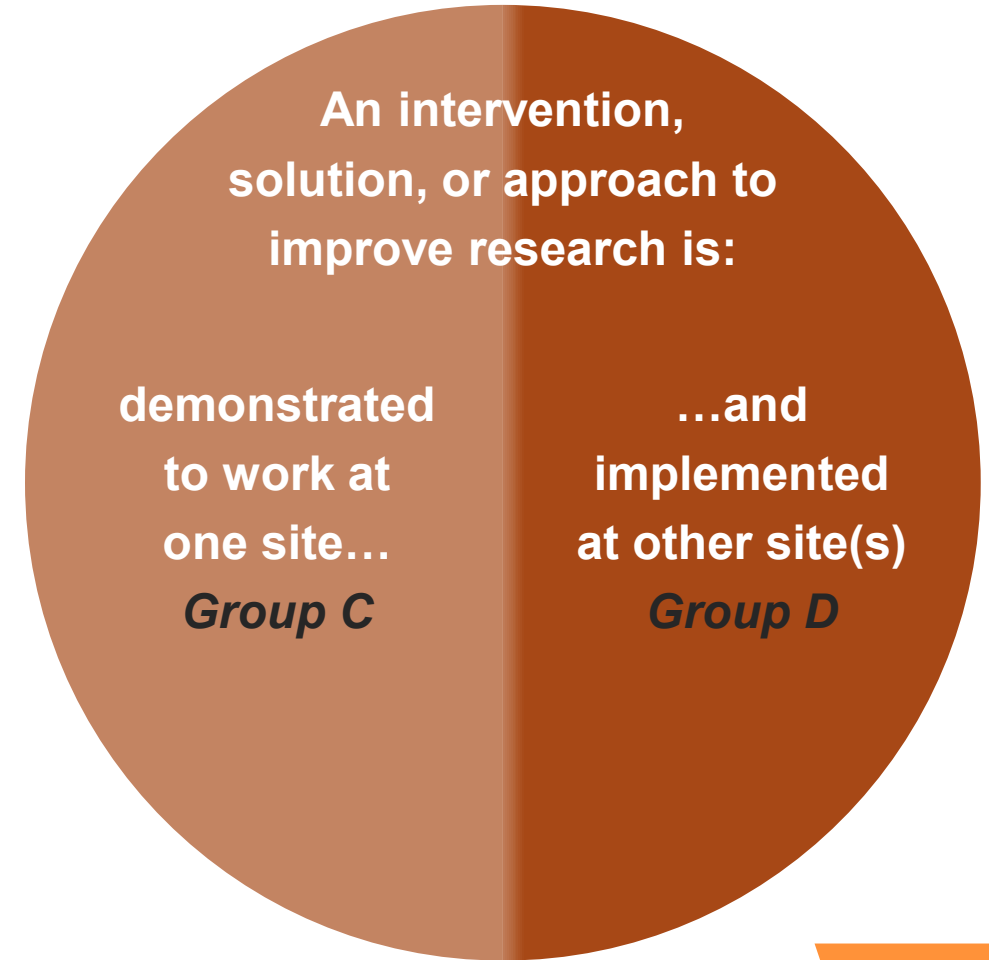 An intervention,
solution, or approach to
improve research is:
demonstrated
to work at
one site…
Group C
…and
implemented
at other site(s)
Group D